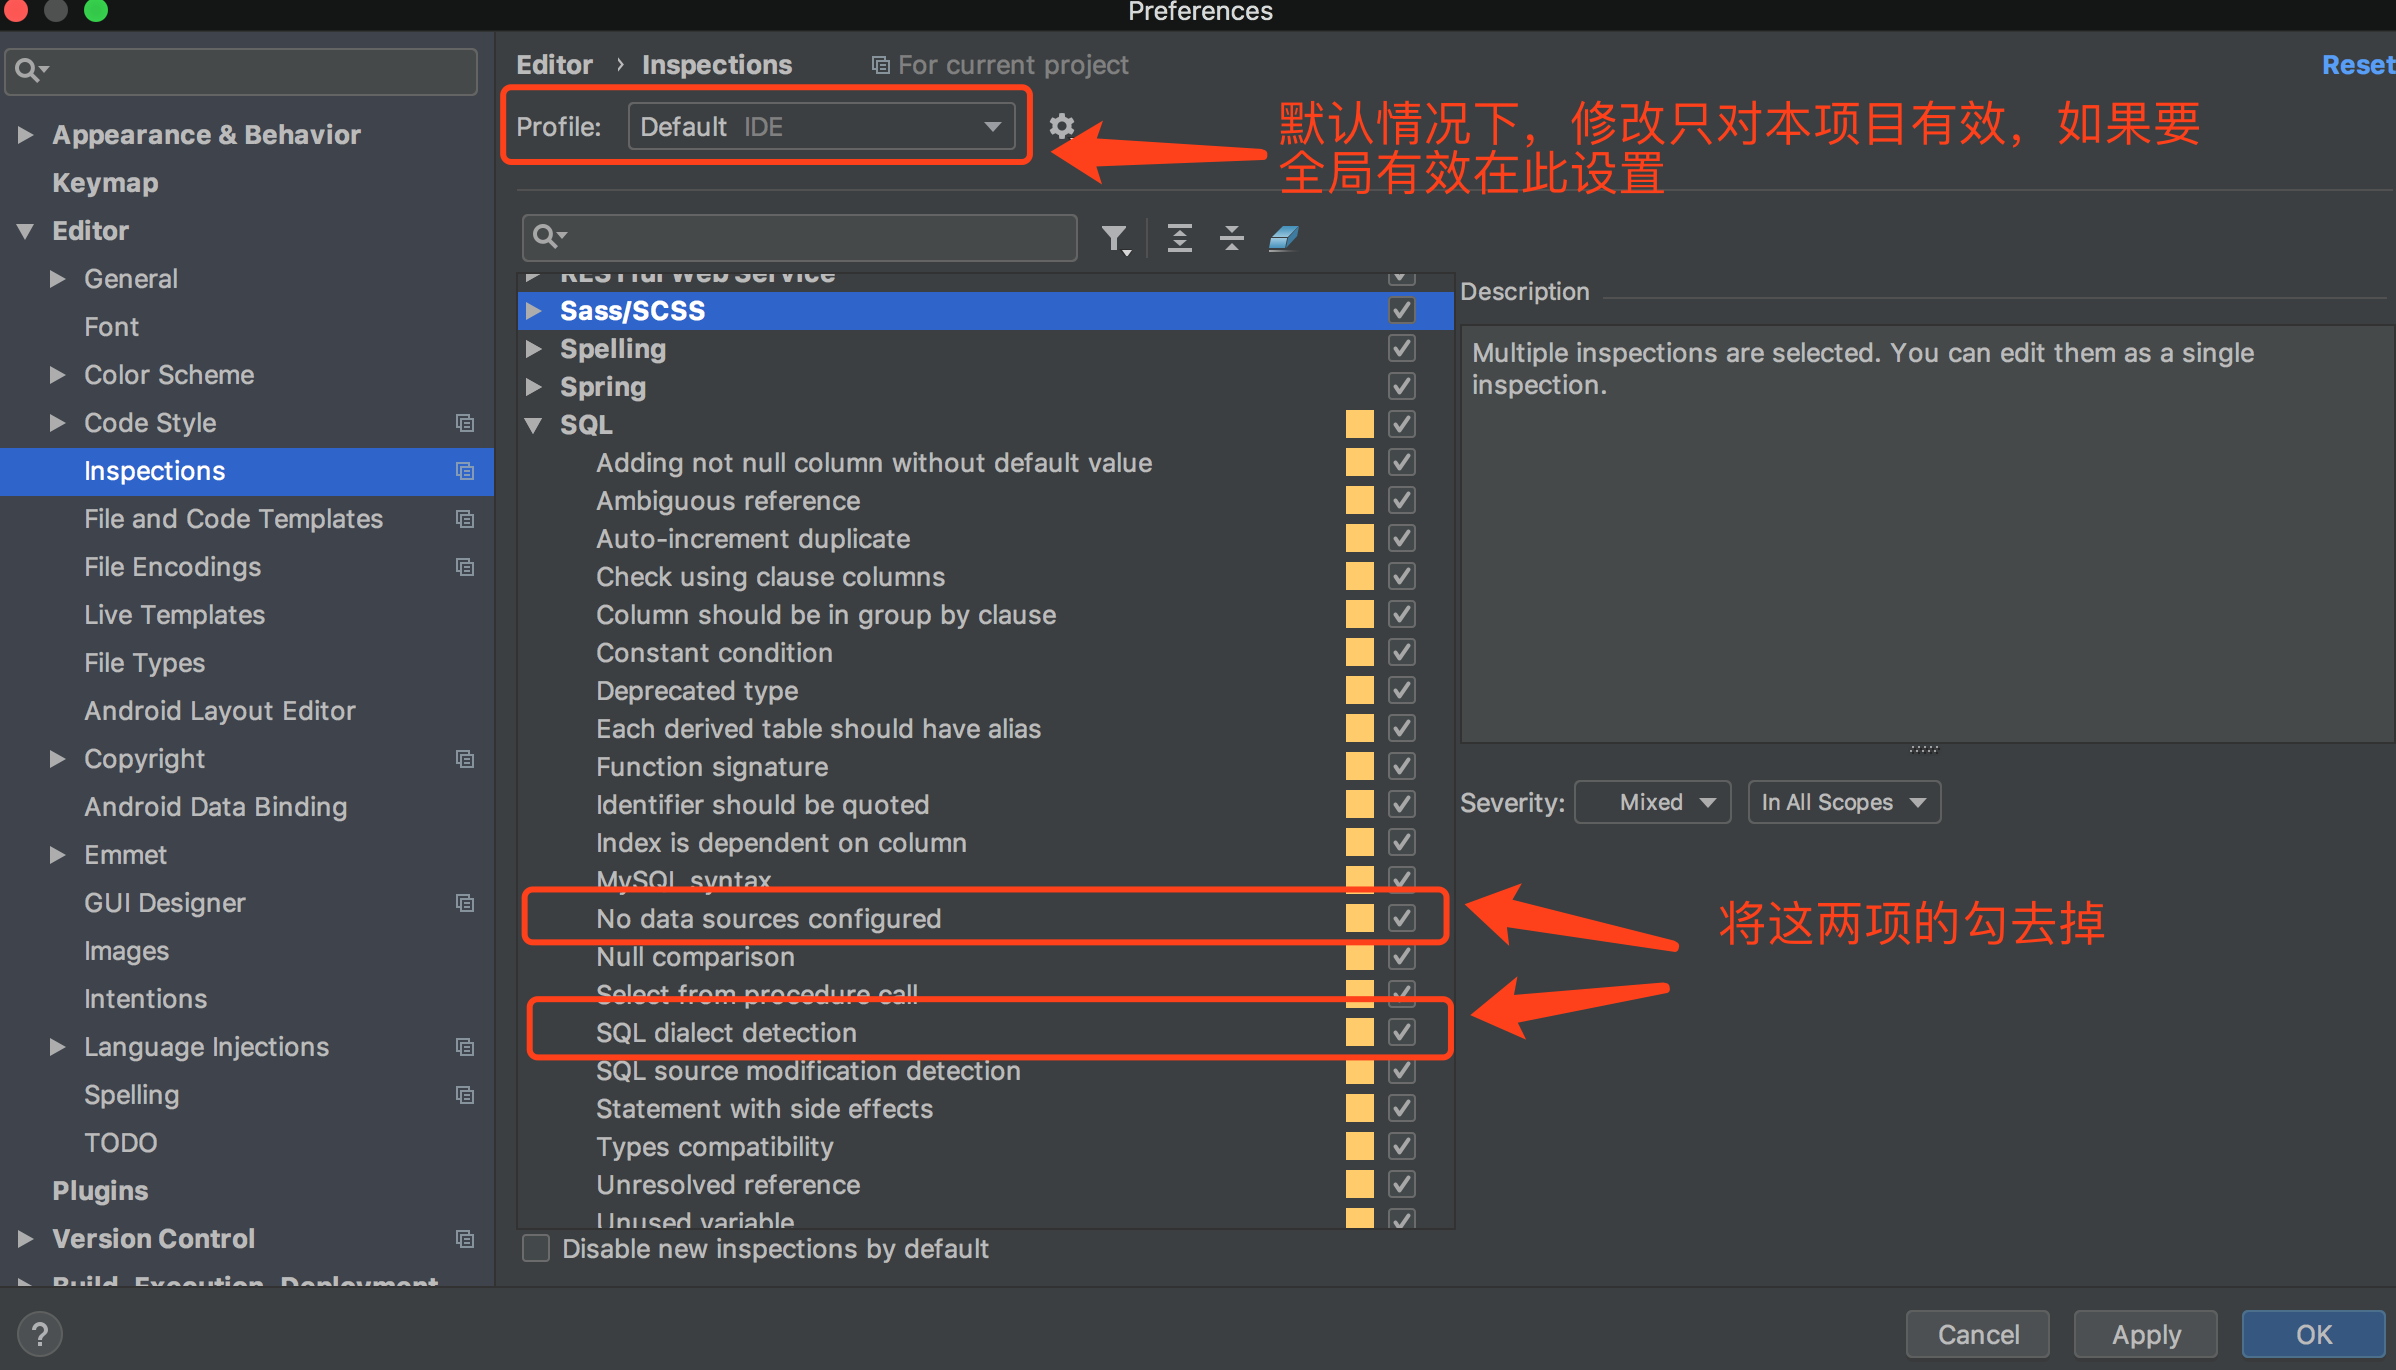 Preferences
Editor › Inspections For current project
Reset
Profile: Default IDE
默认情况下，修改只对本项目有效，如果要
全局有效在此设置
Appearance & Behavior
Keymap
Editor
General
Font
Color Scheme
Code Style
Inspections
File and Code Templates
File Encodings
Live Templates
File Types
Android Layout Editor
Copyright
Android Data Binding
Emmet
GUI Designer
Images
Intentions
Language Injections
Spelling
TODO
Plugins
Version Control
Build, Execution, Deployment
RESTful Web Service
Sass/SCSS
Spelling
Spring
SQL
Adding not null column without default value
Ambiguous reference
Auto-increment duplicate
Check using clause columns
Column should be in group by clause
Constant condition
Deprecated type
Each derived table should have alias
Function signature
Identifier should be quoted
Index is dependent on column
MySQL syntax
No data sources configured
Null comparison
Select from procedure call
SQL dialect detection
SQL source modification detection
Statement with side effects
Types compatibility
Unresolved reference
Unused variable
Disable new inspections by default
Description
Multiple inspections are selected. You can edit them as a single
inspection.
Severity: Mixed In All Scopes
将这两项的勾去掉
?
Cancel Apply OK